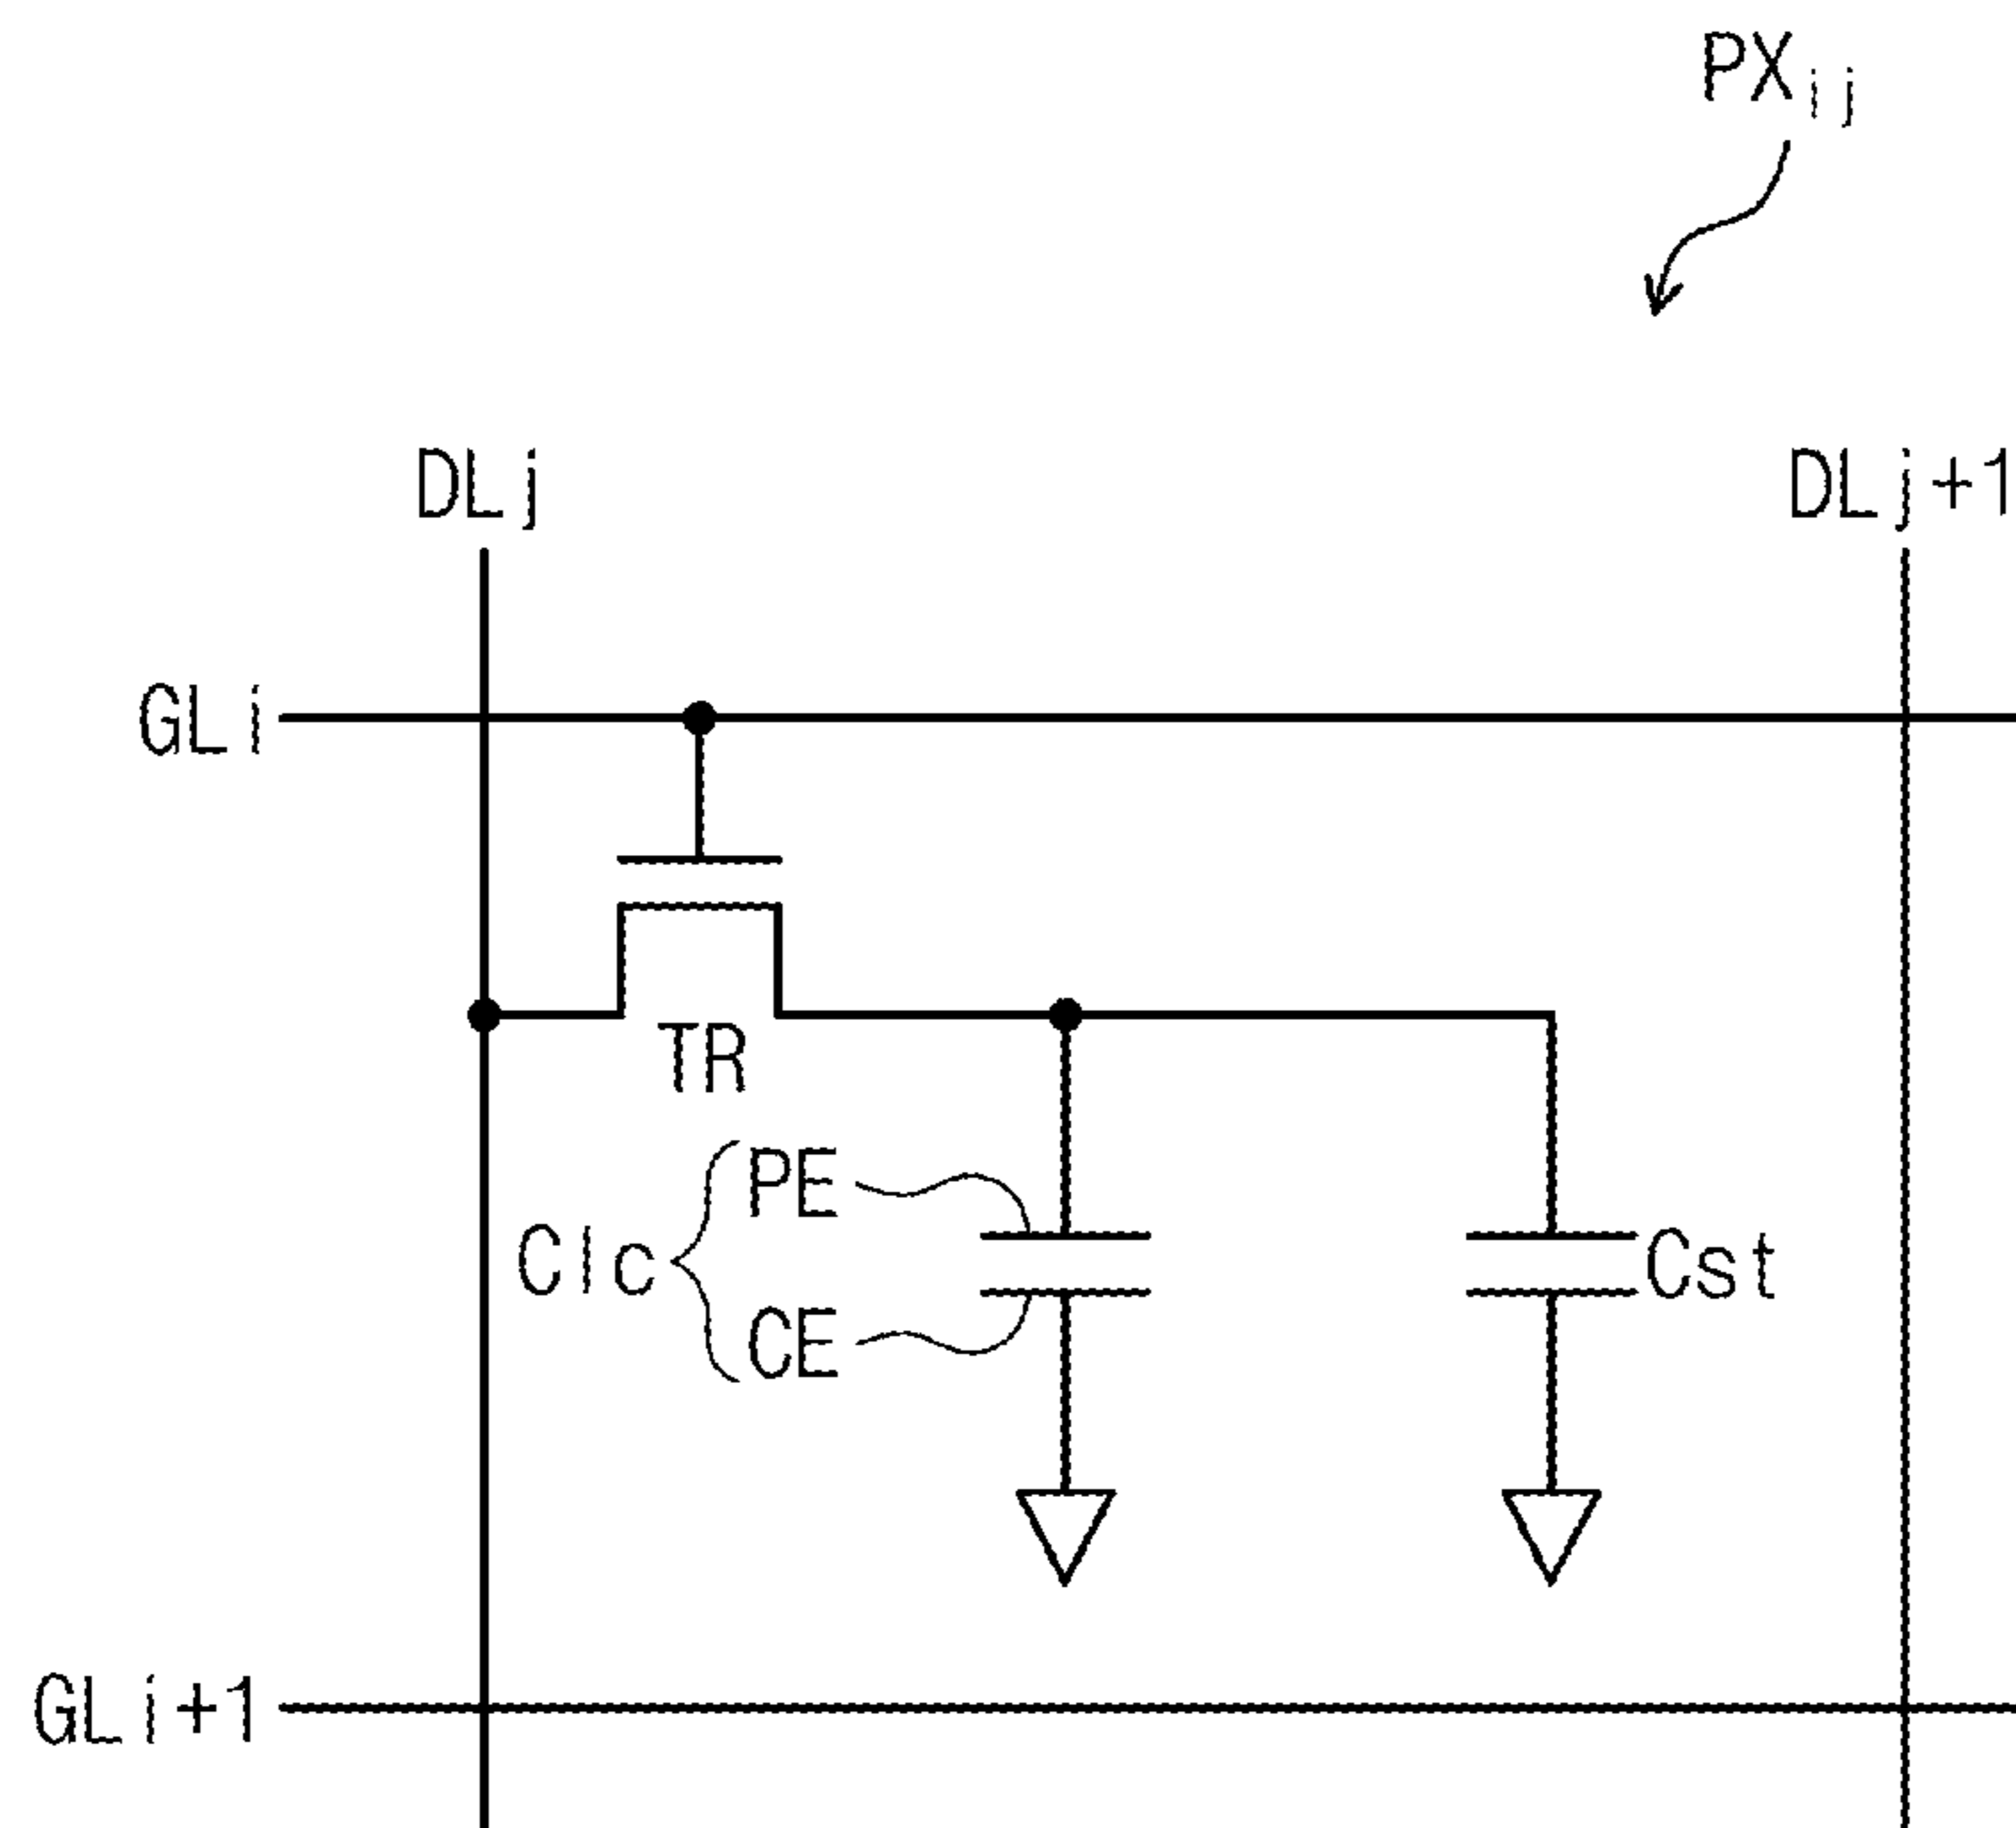 PXij
DLj
DLj+1
GLi
TR
PE
Clc
Cst
CE
GLi+1